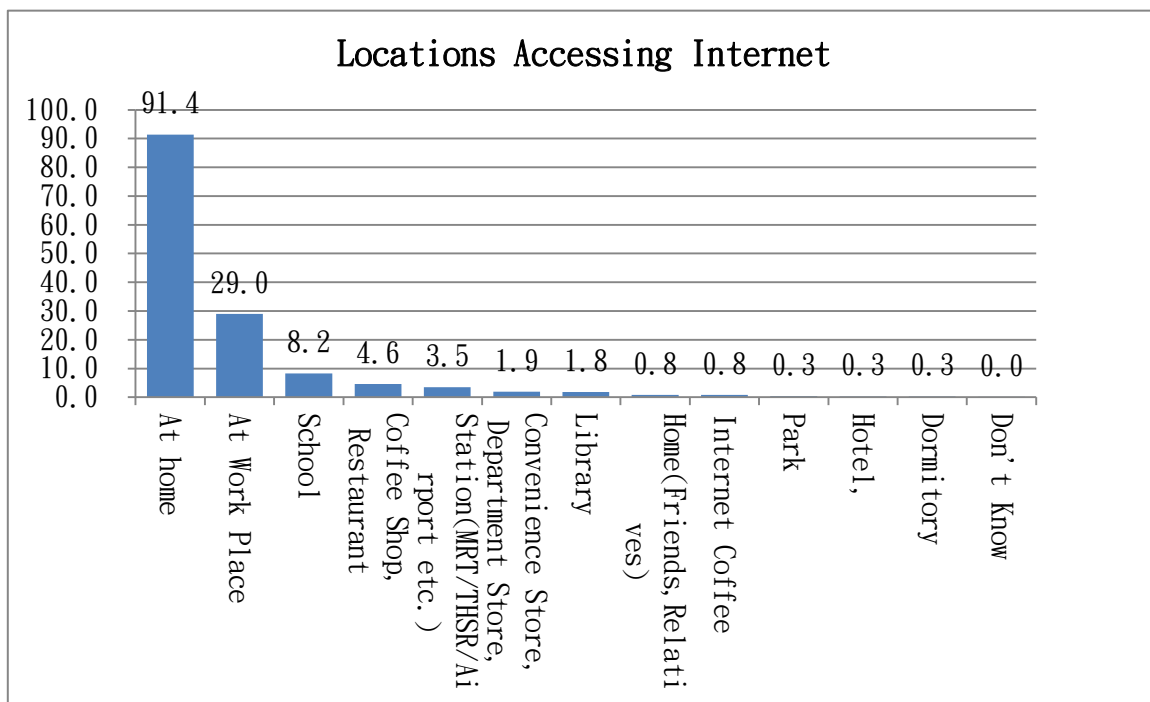 Locations Accessing Internet
100.0
90.0
80.0
70.0
60.0
50.0
40.0
30.0
20.0
10.0
0.0
91.4
29.0
8.2
4.6
3.5
1.9
1.8
0.8
0.8
0.3
0.3
0.3
0.0
At home
At Work Place
School
Coffee Shop,
Restaurant
Station(MRT/THSR/Ai
rport etc.)
Convenience Store,
Department Store,
Library
Home(Friends,Relati
ves)
Internet Coffee
Park
Hotel,
Dormitory
Don't Know